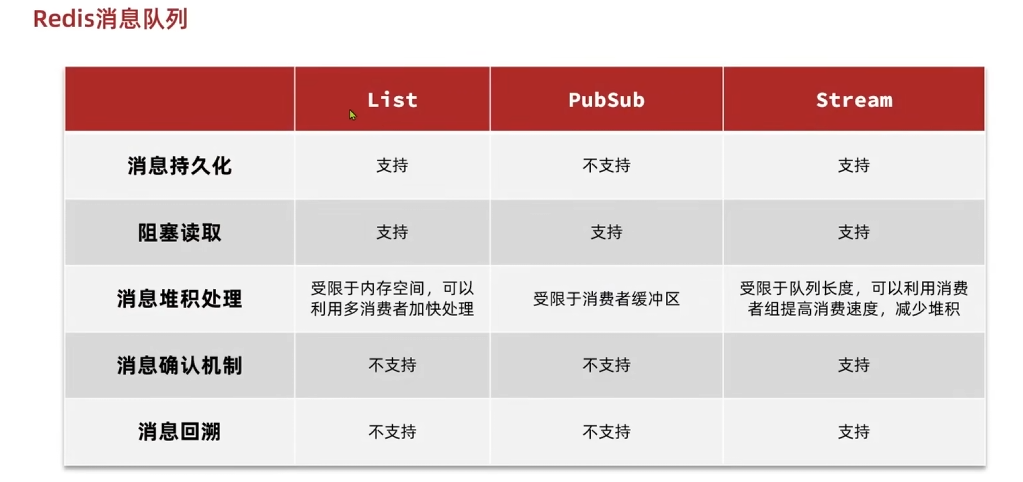 Redis消息队列
List PubSub Stream
消息持久化 支持 不支持 支持
阻塞读取 支持 支持 支持
消息堆积处理 受限于内存空间，可以 受限于消费者缓冲区 受限于队列长度，可以利用消费
利用多消费者加快处理 者组提高消费速度，减少堆积
消息确认机制 不支持 不支持 支持
消息回溯 不支持 不支持 支持